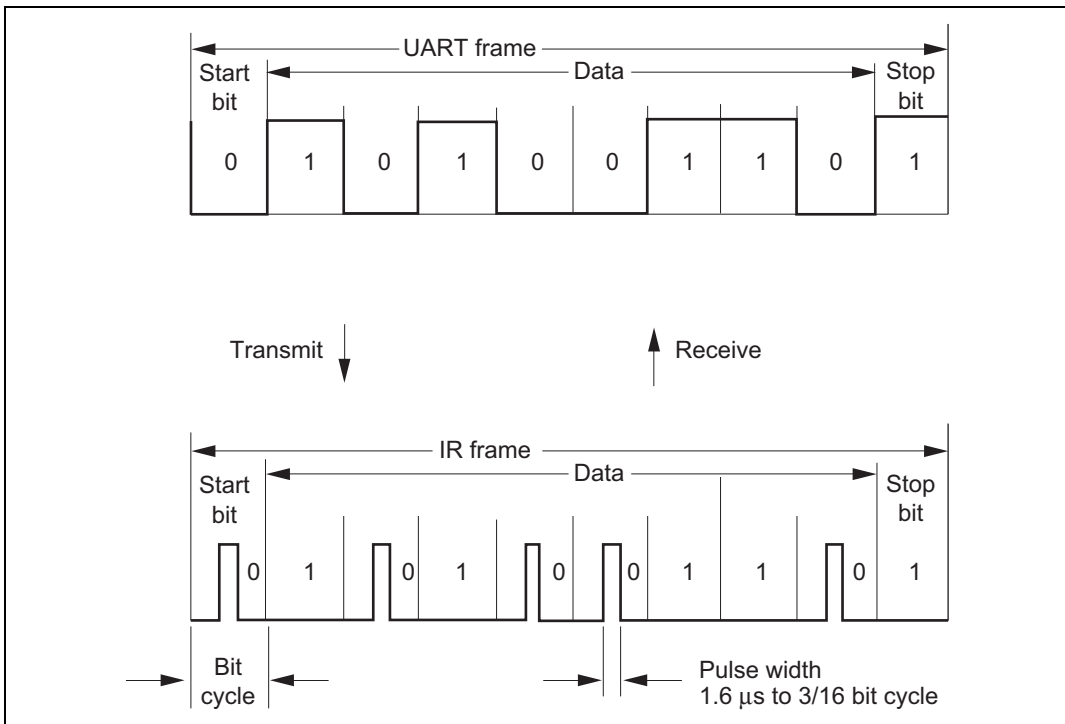 UART frame
Start bit
Data
Stop bit
0 1 0 1 0 0 1 1 0 1
Transmit
Receive
IR frame
Start bit
Data
Stop bit
0 1 0 1 0 0 1 1 0 1
Bit cycle
Pulse width
1.6 μs to 3/16 bit cycle